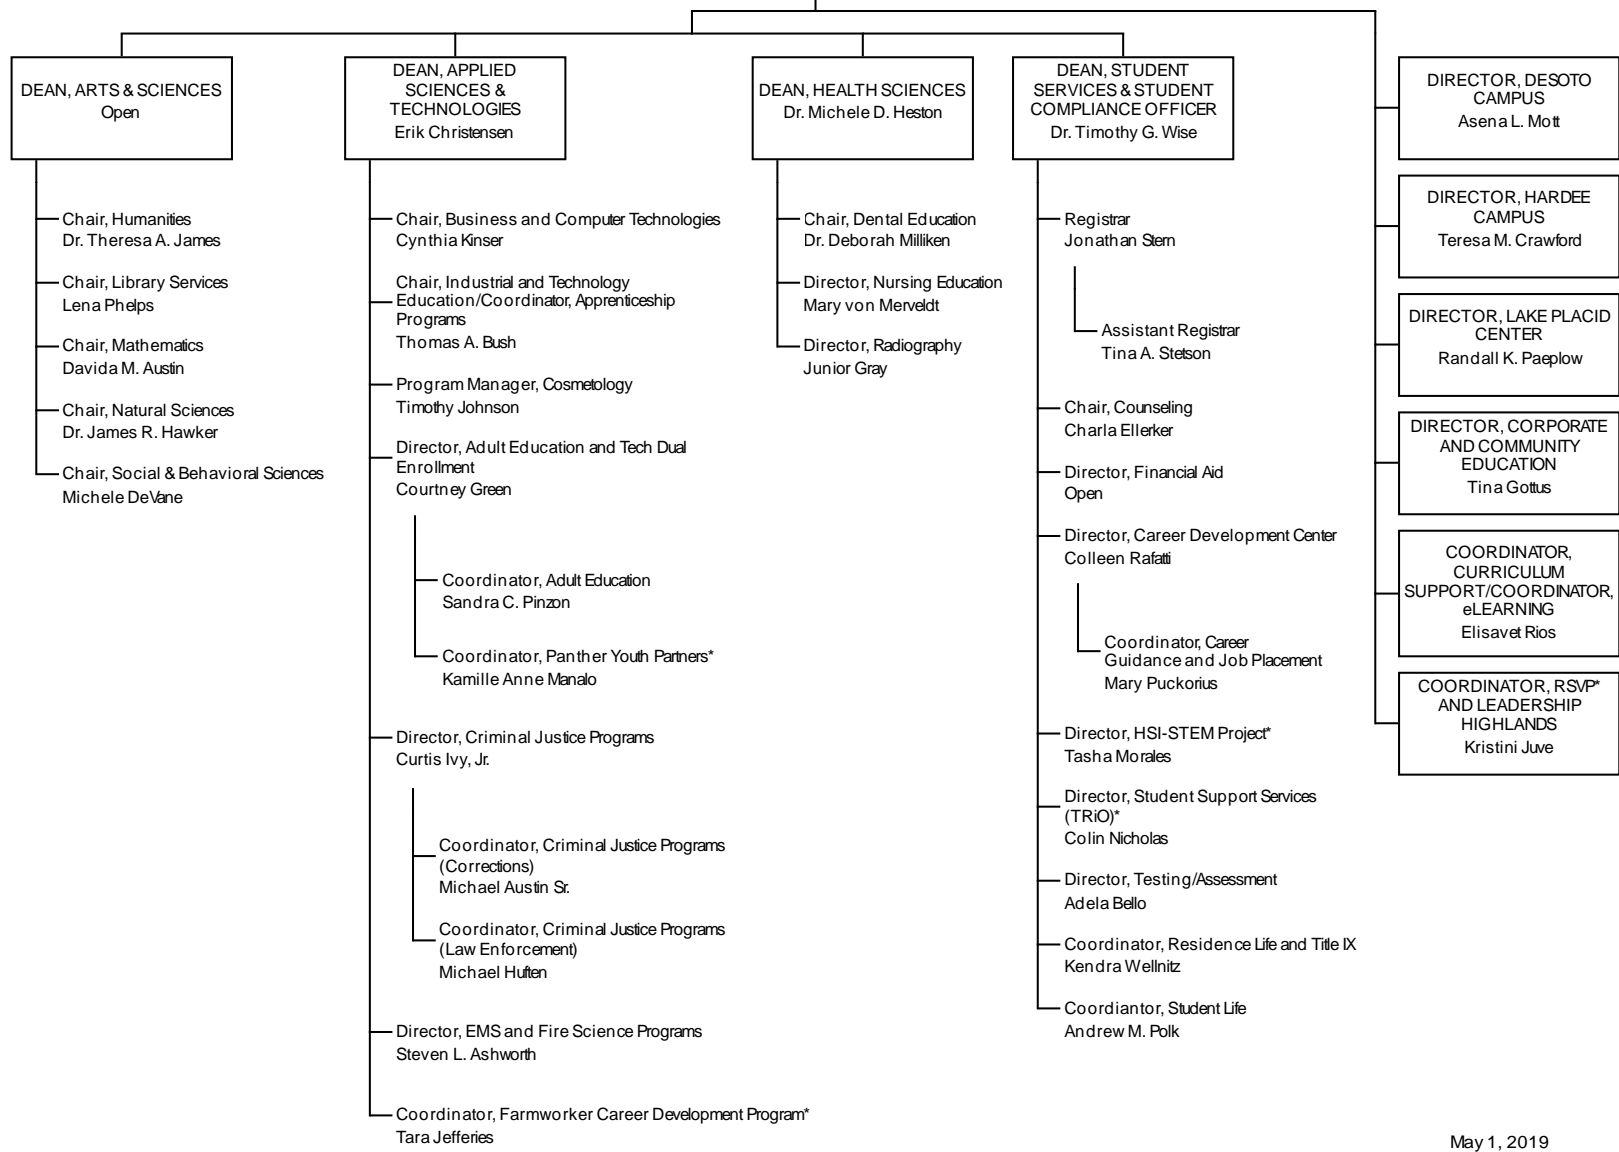 DEAN, ARTS & SCIENCES
Open
Chair, Humanities
Dr. Theresa A. James
Chair, Library Services
Lena Phelps
Chair, Mathematics
Davida M. Austin
Chair, Natural Sciences
Dr. James R. Hawker
Chair, Social & Behavioral Sciences
Michele DeVane
DEAN, APPLIED
SCIENCES &
TECHNOLOGIES
Erik Christensen
Chair, Business and Computer Technologies
Cynthia Kinser
Chair, Industrial and Technology
Education/Coordinator, Apprenticeship
Programs
Thomas A. Bush
Program Manager, Cosmetology
Timothy Johnson
Director, Adult Education and Tech Dual
Enrollment
Courtney Green
Coordinator, Adult Education
Sandra C. Pinzon
Coordinator, Panther Youth Partners*
Kamille Anne Manalo
Director, Criminal Justice Programs
Curtis Ivy, Jr.
Coordinator, Criminal Justice Programs
(Corrections)
Michael Austin Sr.
Coordinator, Criminal Justice Programs
(Law Enforcement)
Michael Huften
Director, EMS and Fire Science Programs
Steven L. Ashworth
Coordinator, Farmworker Career Development Program*
Tara Jefferies
DEAN, HEALTH SCIENCES
Dr. Michele D. Heston
Chair, Dental Education
Dr. Deborah Milliken
Director, Nursing Education
Mary von Merveldt
Director, Radiography
Junior Gray
DEAN, STUDENT
SERVICES & STUDENT
COMPLIANCE OFFICER
Dr. Timothy G. Wise
Registrar
Jonathan Stern
Assistant Registrar
Tina A. Stetson
Chair, Counseling
Charla Ellerker
Director, Financial Aid
Open
Director, Career Development Center
Colleen Rafatti
Coordinator, Career
Guidance and Job Placement
Mary Puckorius
Director, HSI-STEM Project*
Tasha Morales
Director, Student Support Services
(TRiO)*
Colin Nicholas
Director, Testing/Assessment
Adela Bello
Coordinator, Residence Life and Title IX
Kendra Wellnitz
Coordiantor, Student Life
Andrew M. Polk
DIRECTOR, DESOTO
CAMPUS
Asena L. Mott
DIRECTOR, HARDEE
CAMPUS
Teresa M. Crawford
DIRECTOR, LAKE PLACID
CENTER
Randall K. Paeplow
DIRECTOR, CORPORATE
AND COMMUNITY
EDUCATION
Tina Gottus
COORDINATOR,
CURRICULUM
SUPPORT/COORDINATOR,
eLEARNING
Elisavet Rios
COORDINATOR, RSVP*
AND LEADERSHIP
HIGHLANDS
Kristini Juve
May 1, 2019